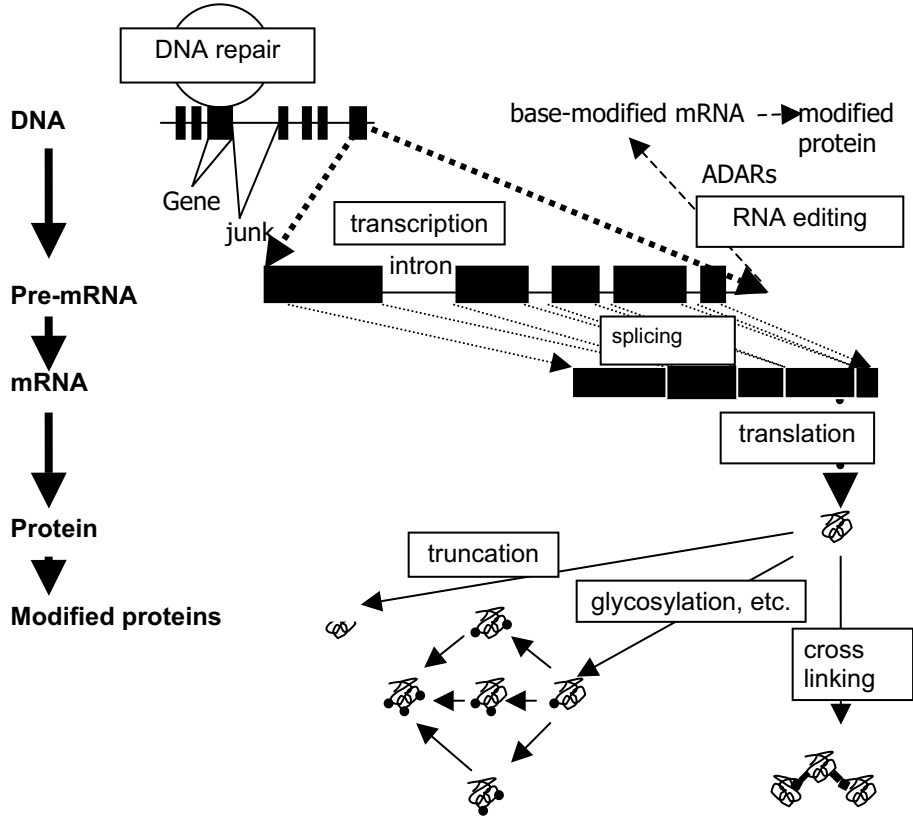 DNA repair
DNA
base-modified mRNA
modified
protein
ADARs
Gene
RNA editing
junk
transcription
intron
Pre-mRNA
splicing
mRNA
translation
Protein
truncation
glycosylation, etc.
Modified proteins
cross
linking